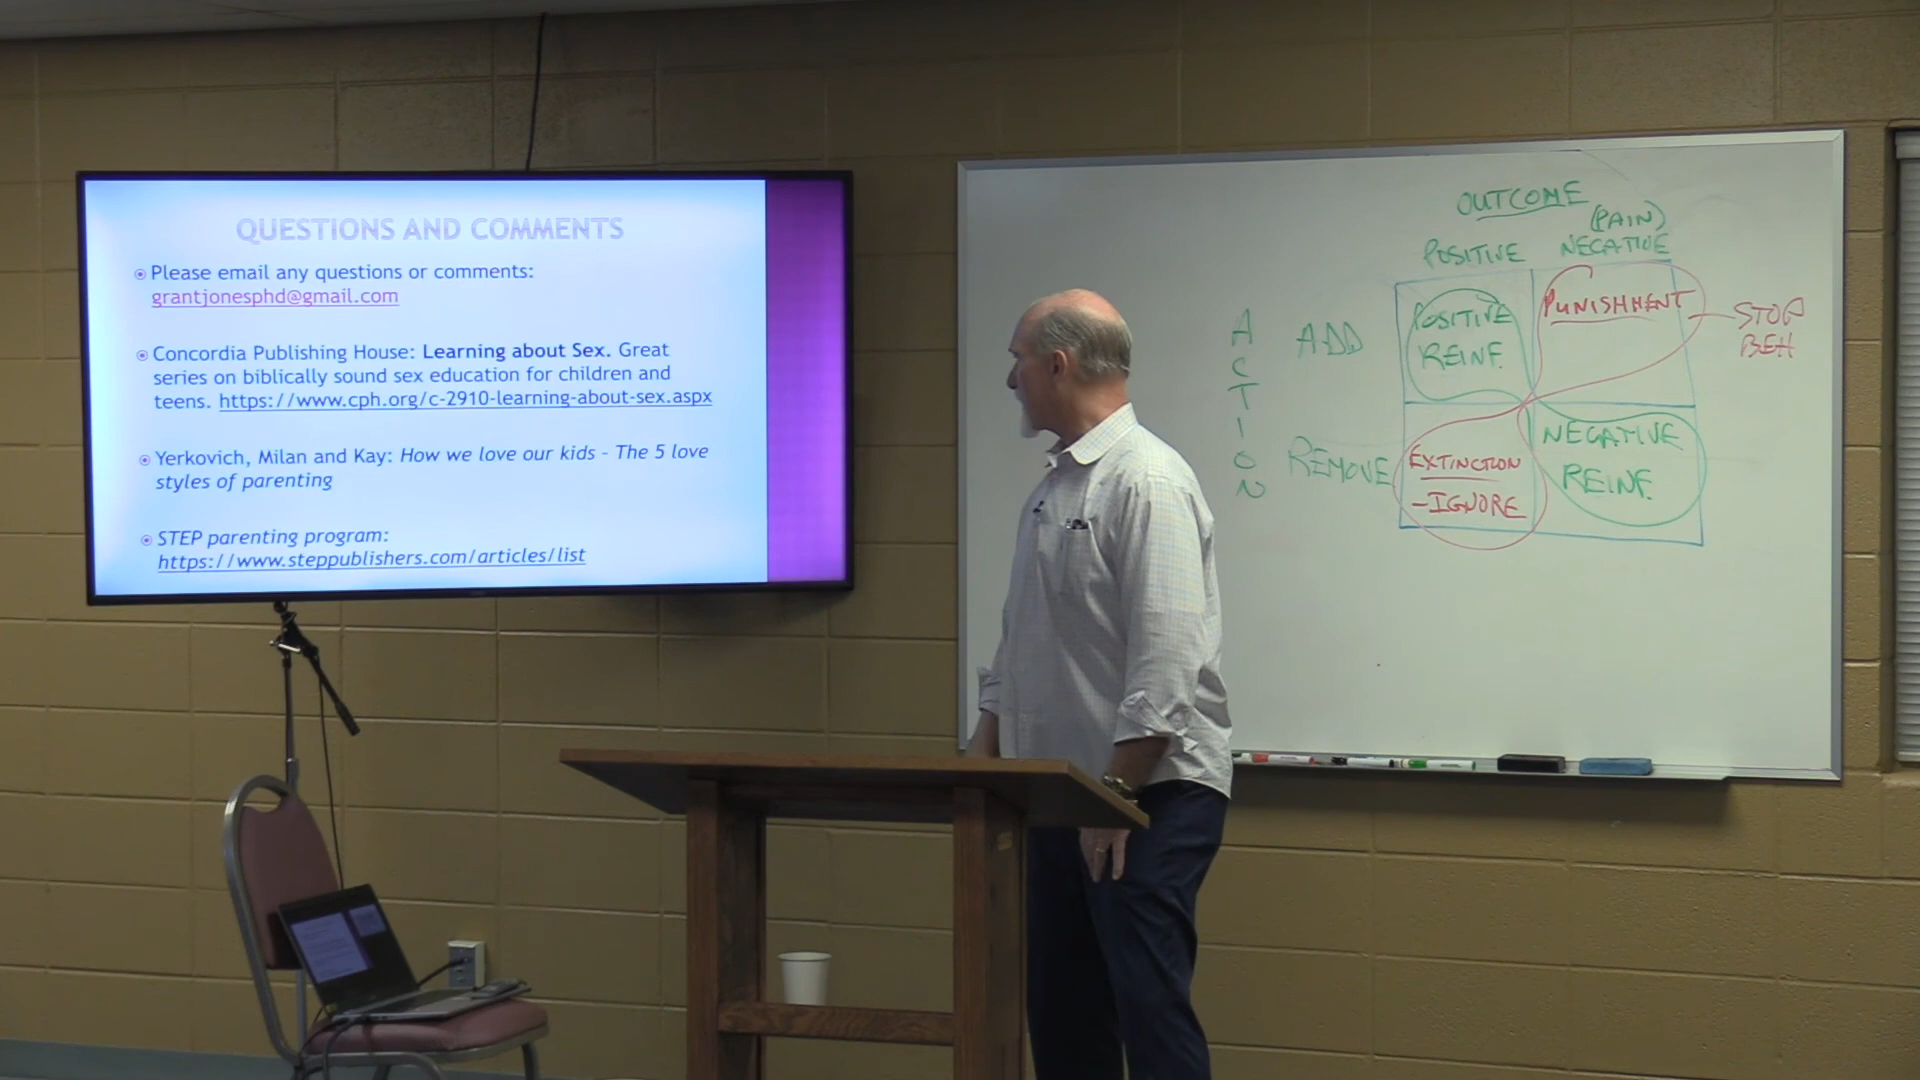 QUESTIONS AND COMMENTS
Please email any questions or comments:
grantjonesphd@gmail.com
Concordia Publishing House: Learning about Sex. Great
series on biblically sound sex education for children and
teens. https://www.cph.org/c-2910-learning-about-sex.aspx
Yerkovich, Milan and Kay: How we love our kids – The 5 love
styles of parenting
STEP parenting program:
https://www.steppublishers.com/articles/list
OUTCOME
(PAIN)
POSITIVE NEGATIVE
ACTION
ADD
POSITIVE
REINF.
PUNISHMENT
STOP
BEH
REMOVE
EXTINCTION
-IGNORE
NEGATIVE
REINF.